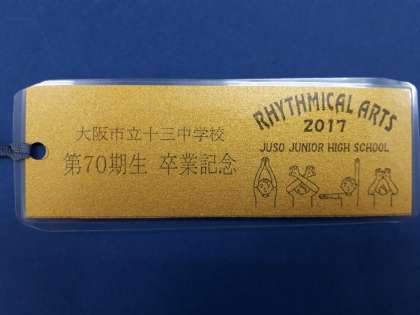 大阪市立十三中学校
第70期生 卒業記念
RHYTHMICAL ARTS
2017
JUSO JUNIOR HIGH SCHOOL